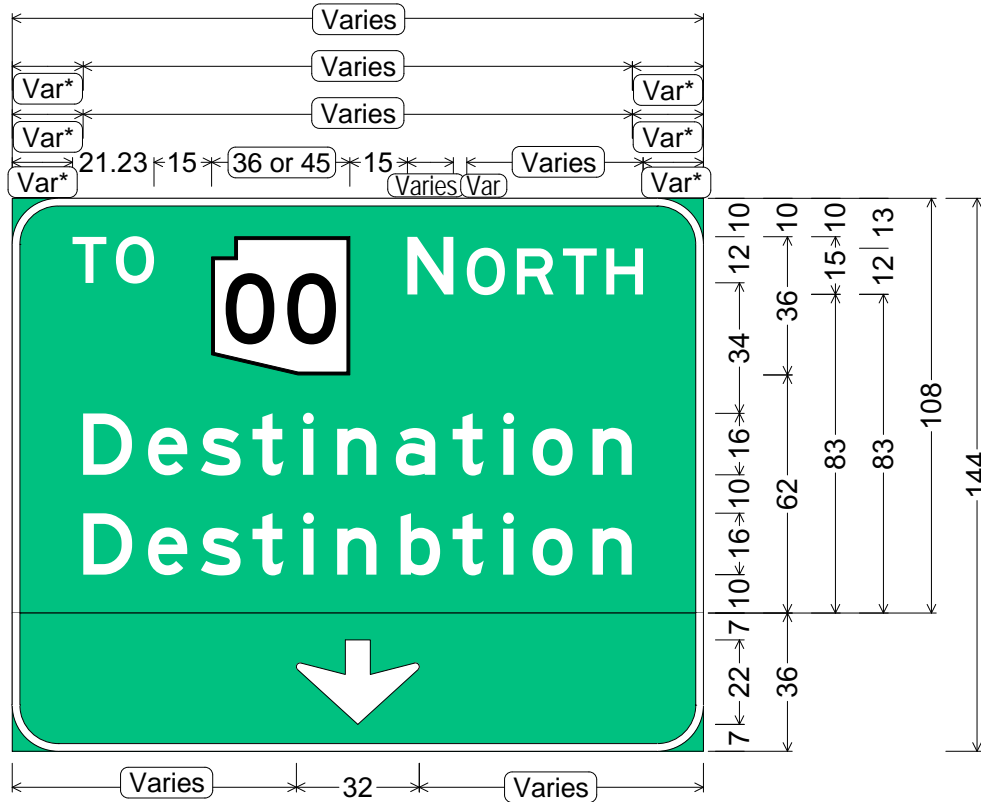 Varies
Varies
Var* Var*
Varies
Var* Var*
21.23 15 36 or 45 15 Varies
Var* Varies Var Var*
TO 00 NORTH
Destination
Destinbtion
10 12 34 16 10 16 10 7 22 7
10 36 62 36
10 15 83
13 12 83
108
144
Varies 32 Varies